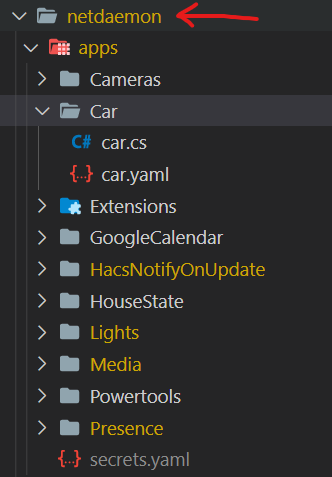 netdaemon
apps
Cameras
Car
C# car.cs
{..} car.yaml
Extensions
GoogleCalendar
HacsNotifyOnUpdate
HouseState
Lights
Media
Powertools
Presence
{..} secrets.yaml